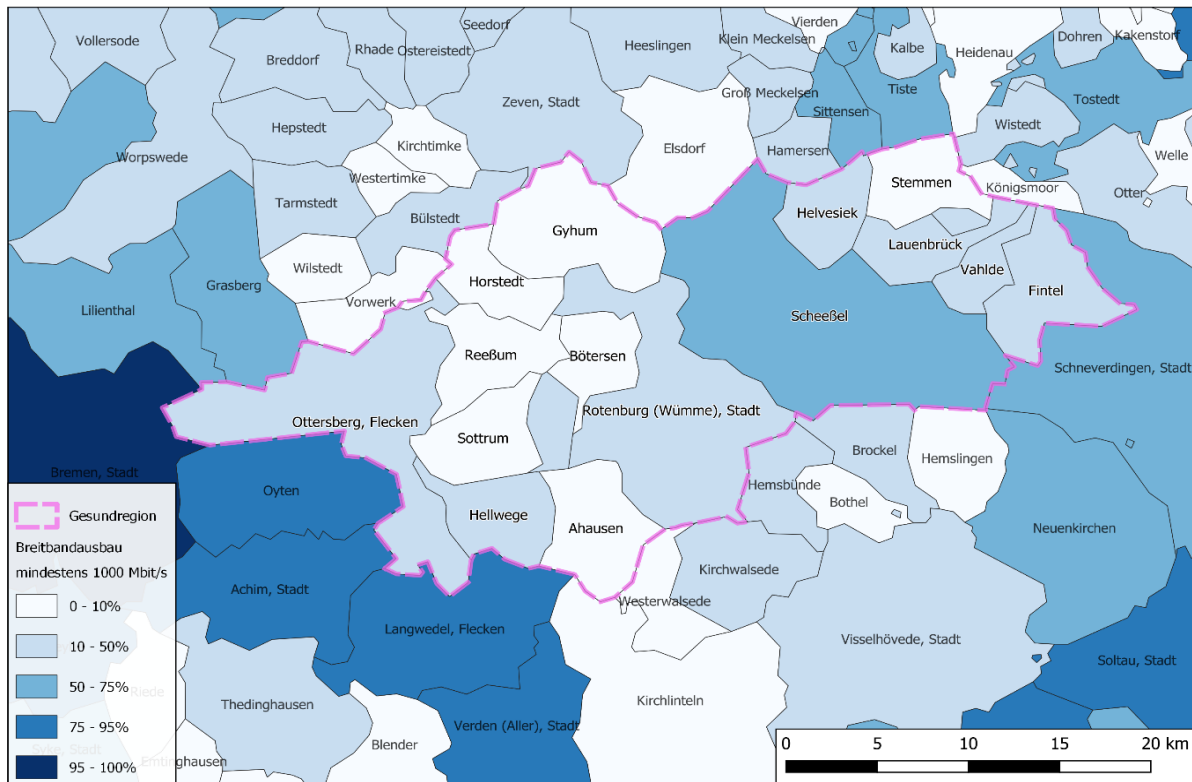 Vollersode
Seedorf
Vierden
Rhade
Ostereistedt
Heeslingen
Klein Meckelsen
Kalbe
Heidenau
Dohren
Kakenstorf
Breddorf
Groß Meckelsen
Zeven, Stadt
Sittensen
Tiste
Tostedt
Hepstedt
Wistedt
Kirchtimke
Elsdorf
Hamersen
Worpswede
Welle
Westertimke
Stemmen
Königsmoor
Otter
Tarmstedt
Bülstedt
Helvesiek
Gyhum
Lauenbrück
Wilstedt
Vahlde
Horstedt
Grasberg
Fintel
Lilienthal
Vorwerk
Scheeßel
Reeßum
Bötersen
Schneverdingen, Stadt
Rotenburg (Wümme), Stadt
Ottersberg, Flecken
Sottrum
Brockel
Hemslingen
Bremen, Stadt
Oyten
Hemsbünde
Bothel
Hellwege
Ahausen
Neuenkirchen
Kirchwalsede
Achim, Stadt
Westerwalsede
Langwedel, Flecken
Visselhövede, Stadt
Soltau, Stadt
Riede
Thedinghausen
Kirchlinteln
Verden (Aller), Stadt
Blender
Syke, Stadt
Emtinghausen
Gesundregion
Breitbandausbau
mindestens 1000 Mbit/s
0 - 10%
10 - 50%
50 - 75%
75 - 95%
95 - 100%
0 5 10 15 20 km